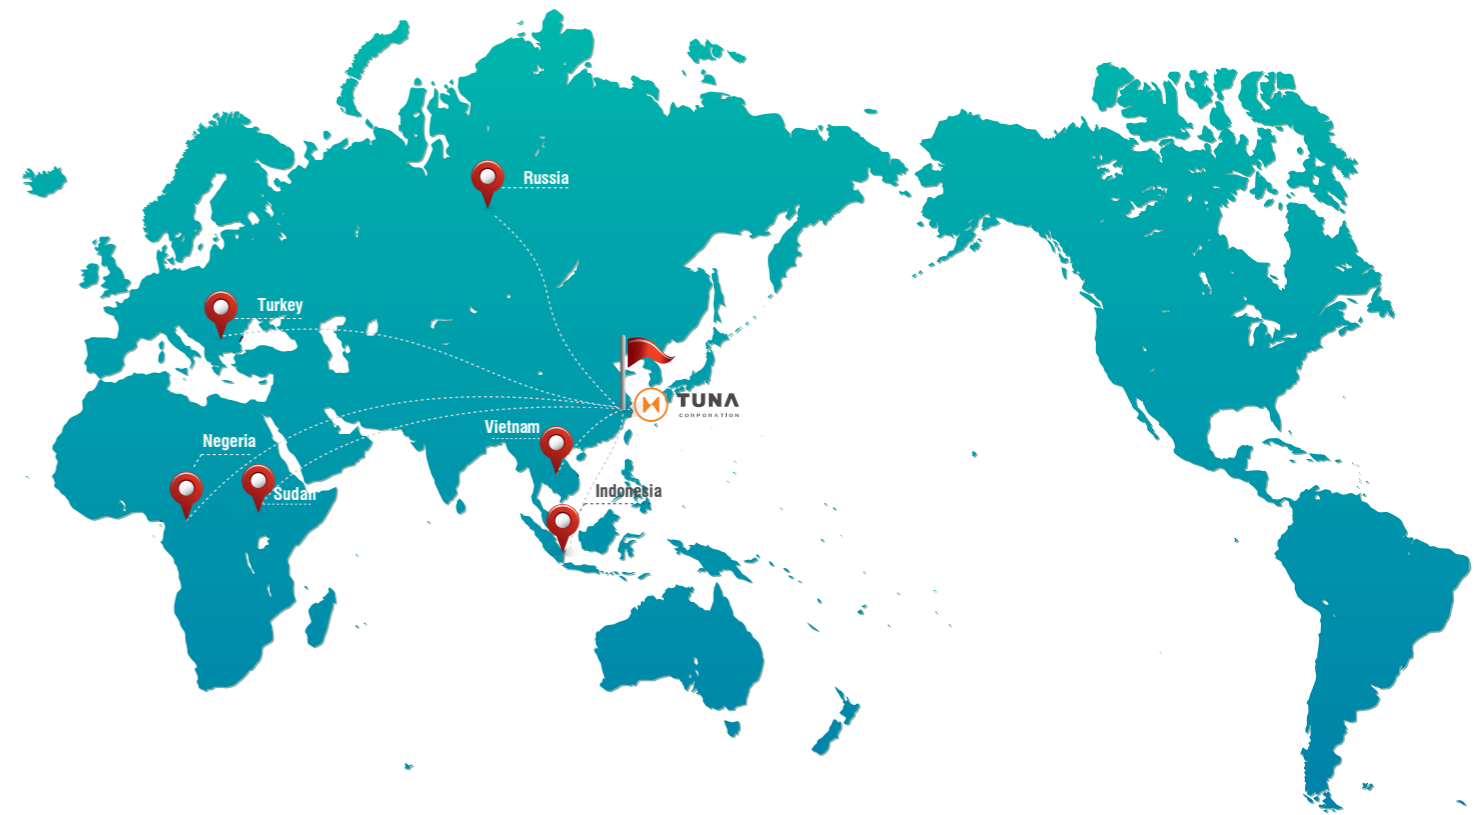 Russia
Turkey
TUNA
CORPORATION
Vietnam
Negeria
Sudan
Indonesia